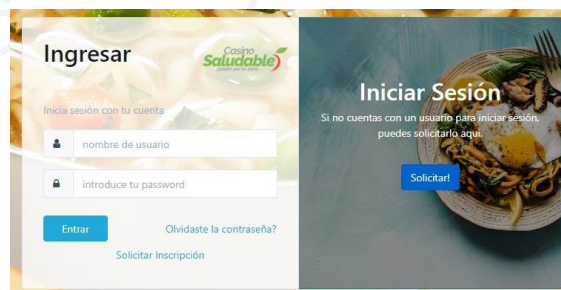 Ingresar
Casino
Saludable
Inicia sesión con tu cuenta
nombre de usuario
introduce tu password
Entrar
Olvidaste la contraseña?
Solicitar Inscripción
Iniciar Sesión
Si no cuentas con un usuario para iniciar sesión,
puedes solicitarlo aquí.
Solicitar!